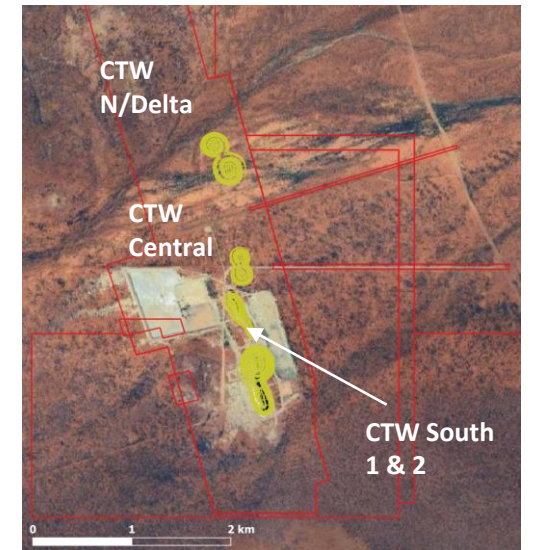 CTW
N/Delta
CTW
Central
CTW South
1 & 2
0 1 2 km